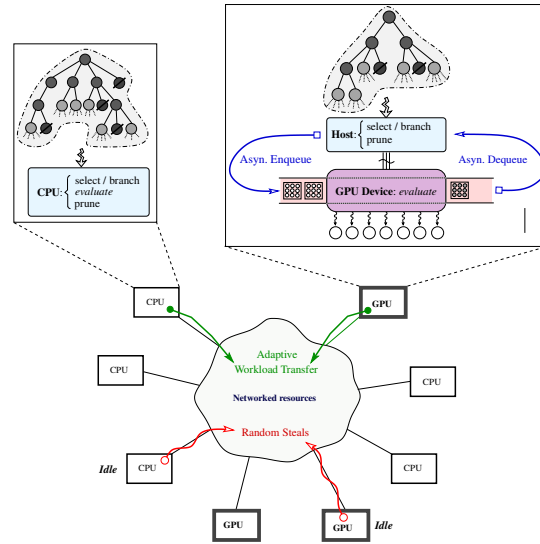 select / branch
Host:
prune
Asyn. Enqueue
Asyn. Dequeue
select / branch
CPU:
evaluate
prune
GPU Device: evaluate
CPU
GPU
Adaptive
Workload Transfer
CPU
CPU
Networked resources
Random Steals
Idle
CPU
CPU
GPU
GPU
Idle